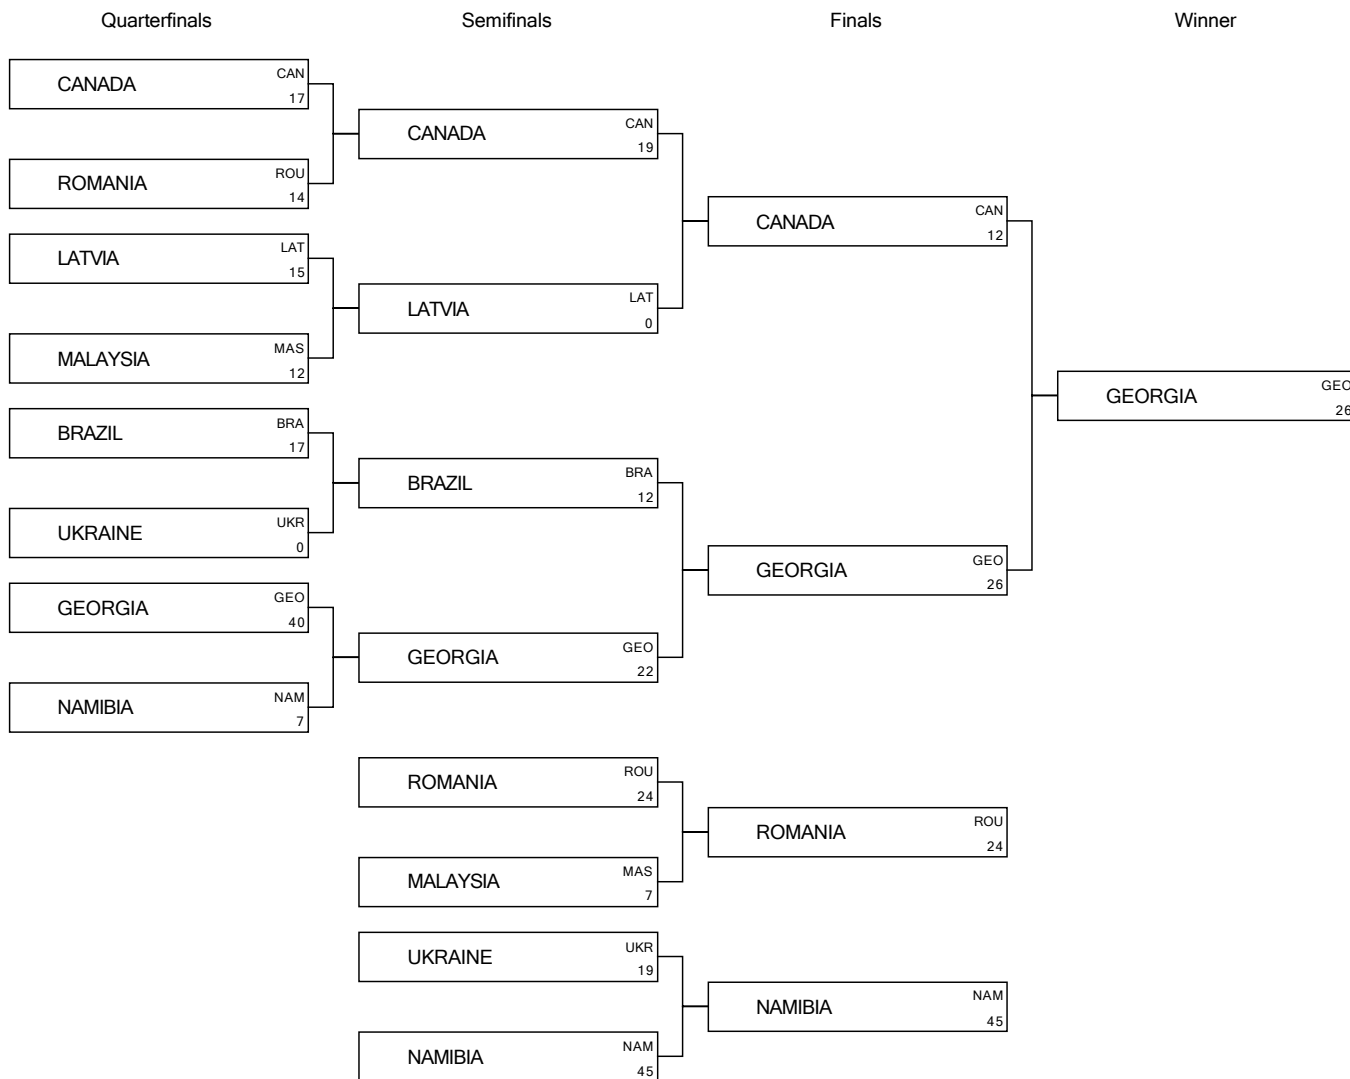 Quarterfinals Semifinals Finals Winner
CANADA CAN
17
ROMANIA ROU
14
LATVIA LAT
15
MALAYSIA MAS
12
BRAZIL BRA
17
UKRAINE UKR
0
GEORGIA GEO
40
NAMIBIA NAM
7
CANADA CAN
19
LATVIA LAT
0
BRAZIL BRA
12
GEORGIA GEO
22
ROMANIA ROU
24
MALAYSIA MAS
7
UKRAINE UKR
19
NAMIBIA NAM
45
CANADA CAN
12
GEORGIA GEO
26
ROMANIA ROU
24
NAMIBIA NAM
45
GEORGIA GEO
26